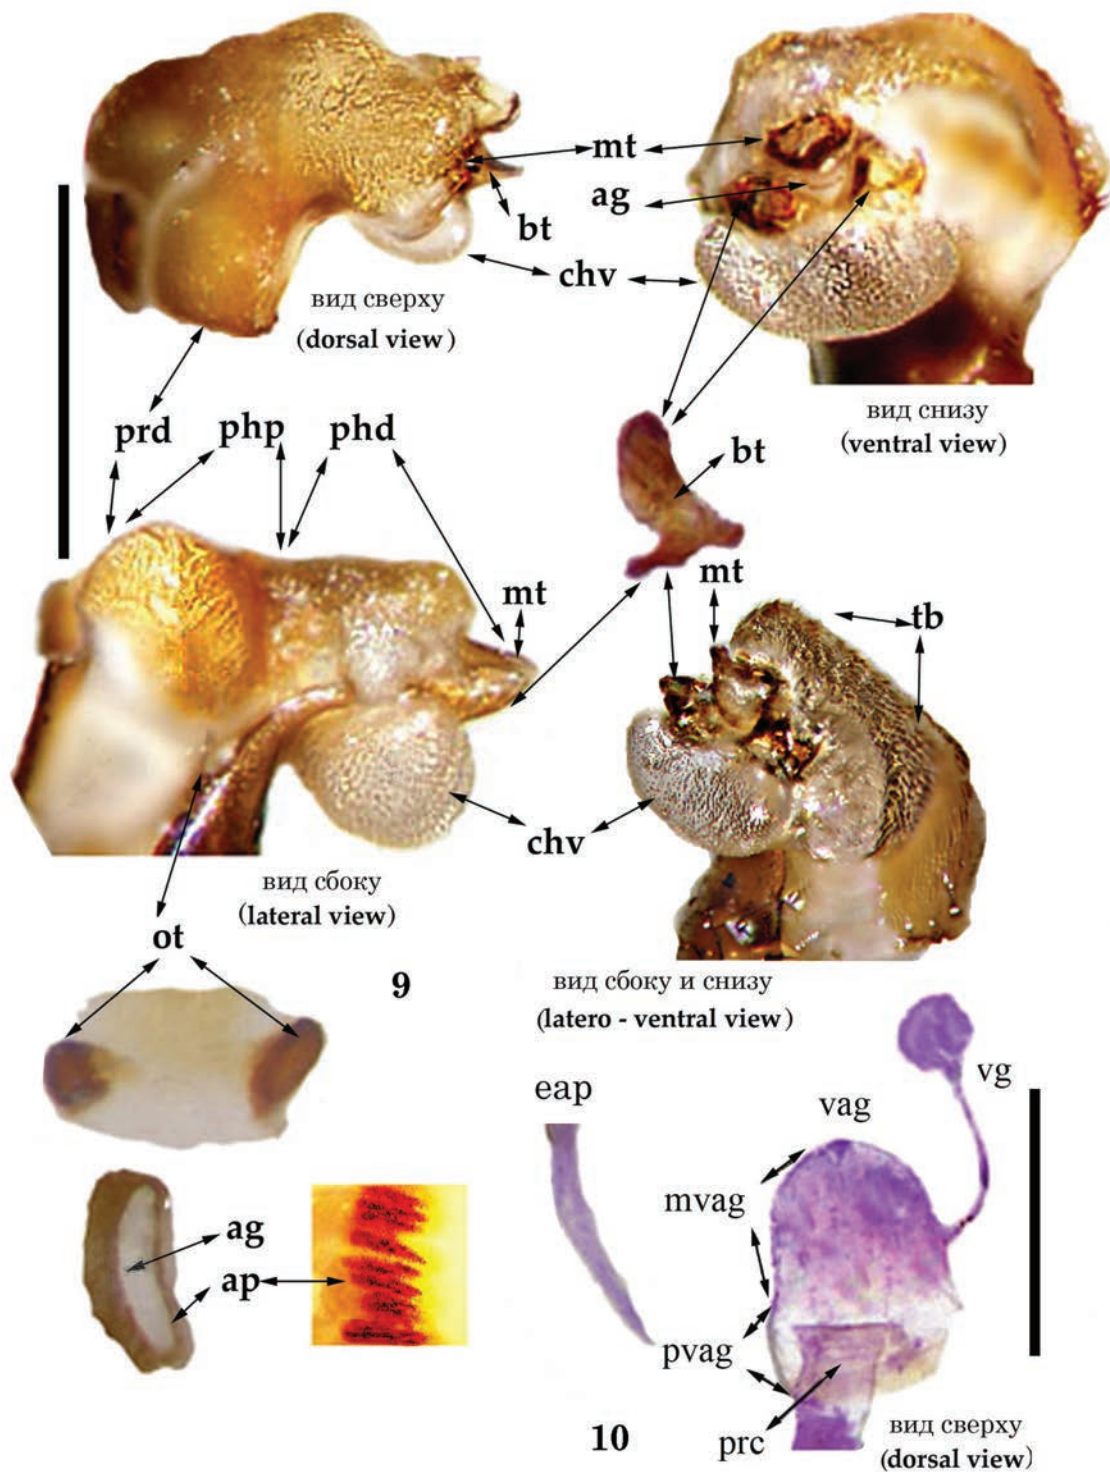 mt
ag
bt
chv
вид сверху
(dorsal view)
вид снизу
(ventral view)
prd
php
phd
bt
mt
mt
tb
chv
вид сбоку
(lateral view)
ot
9
вид сбоку и снизу
(latero - ventral view)
eap
vg
vag
mvag
ag
ap
pvag
10
prc
вид сверху
(dorsal view)